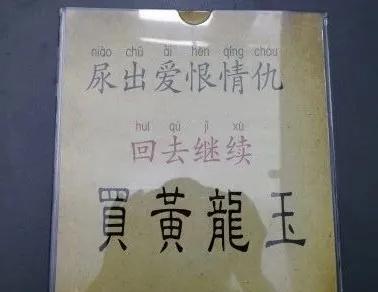 niào chū ài hèn qíng chóu
尿出爱恨情仇
huí qù jì xù
回去继续
買黃龍玉